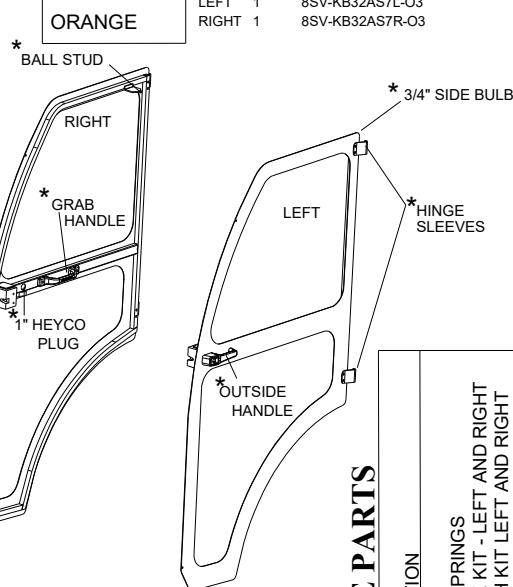 LEFT 1 8SV-KB32AS7L-O3
ORANGE
RIGHT 1 8SV-KB32AS7R-O3
*
BALL STUD
* 3/4" SIDE BULB
RIGHT
*
GRAB
HANDLE
LEFT
*HINGE
SLEEVES
*
1" HEYCO
PLUG
*
OUTSIDE
HANDLE
PARTS
PRINGS
KIT - LEFT AND RIGHT
H KIT LEFT AND RIGHT